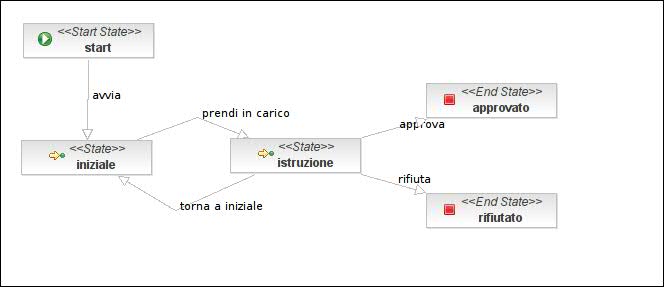 <<Start State>>
start
avvia
<<State>>
iniziale
prendi in carico
torna a iniziale
<<State>>
istruzione
approva
rifiuta
<<End State>>
approvato
<<End State>>
rifiutato